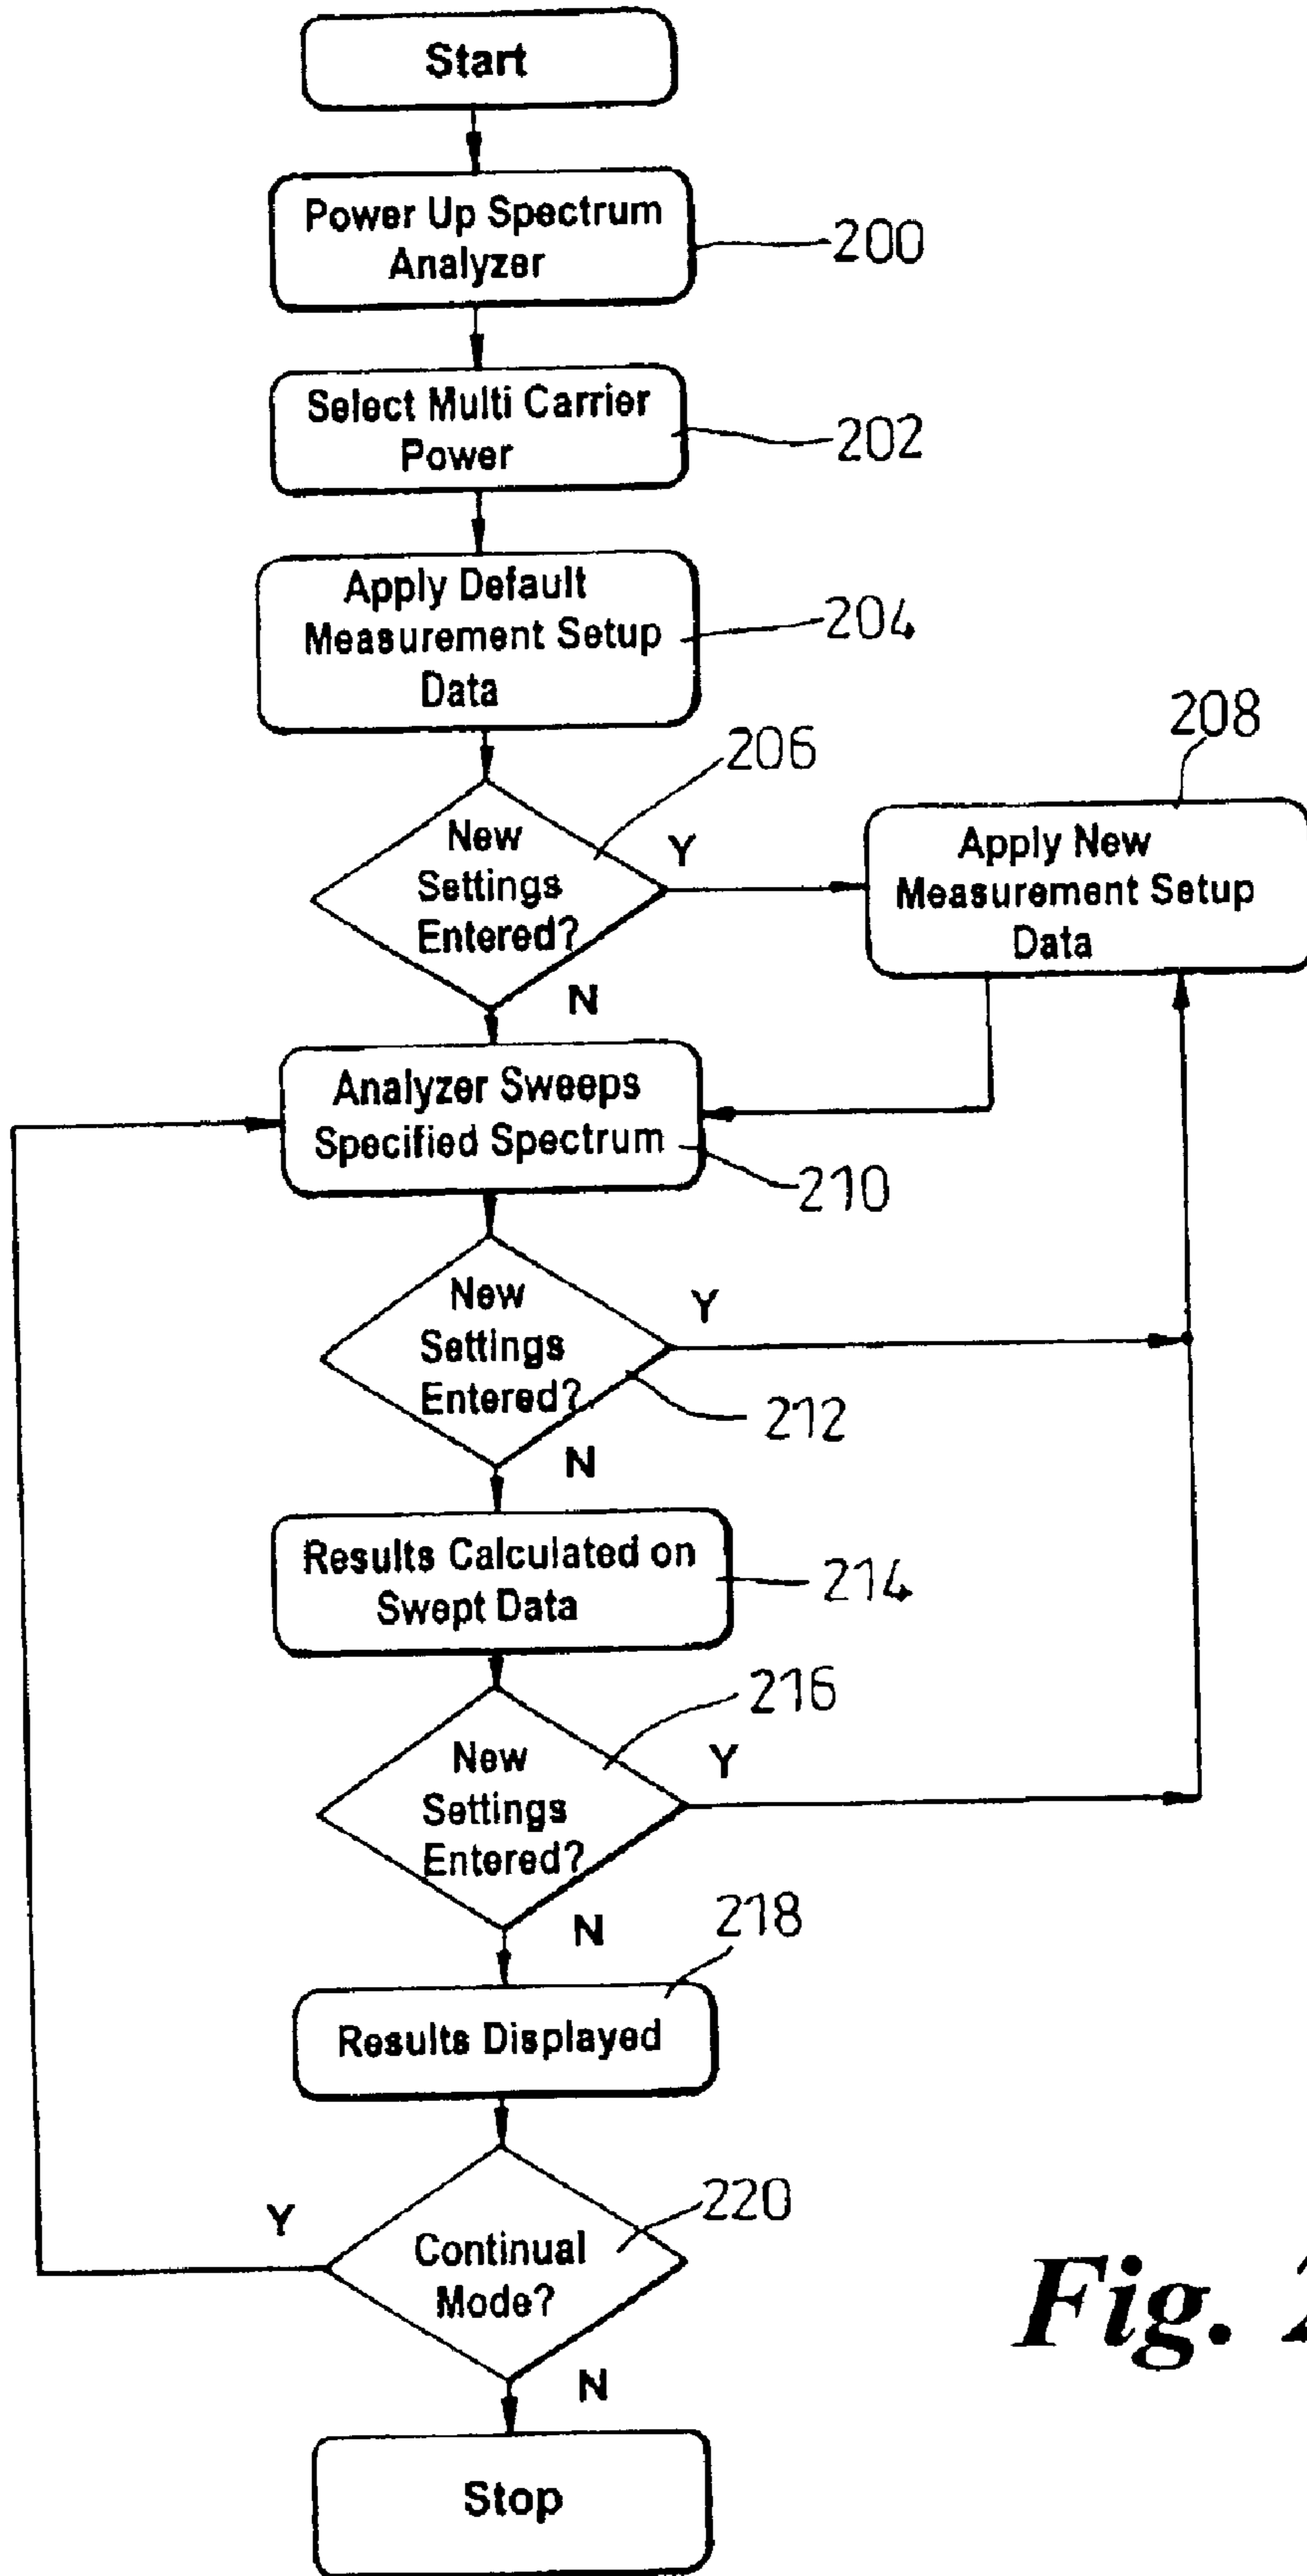 Start
Power Up Spectrum
Analyzer
200
Select Multi Carrier
Power
202
Apply Default
Measurement Setup
Data
204
206
New
Settings
Entered?
Y
N
208
Apply New
Measurement Setup
Data
Analyzer Sweeps
Specified Spectrum
210
New
Settings
Entered?
Y
212
N
Results Calculated on
Swept Data
214
216
New
Settings
Entered?
Y
N
218
Results Displayed
220
Y
Continual
Mode?
N
Stop
Fig. 2